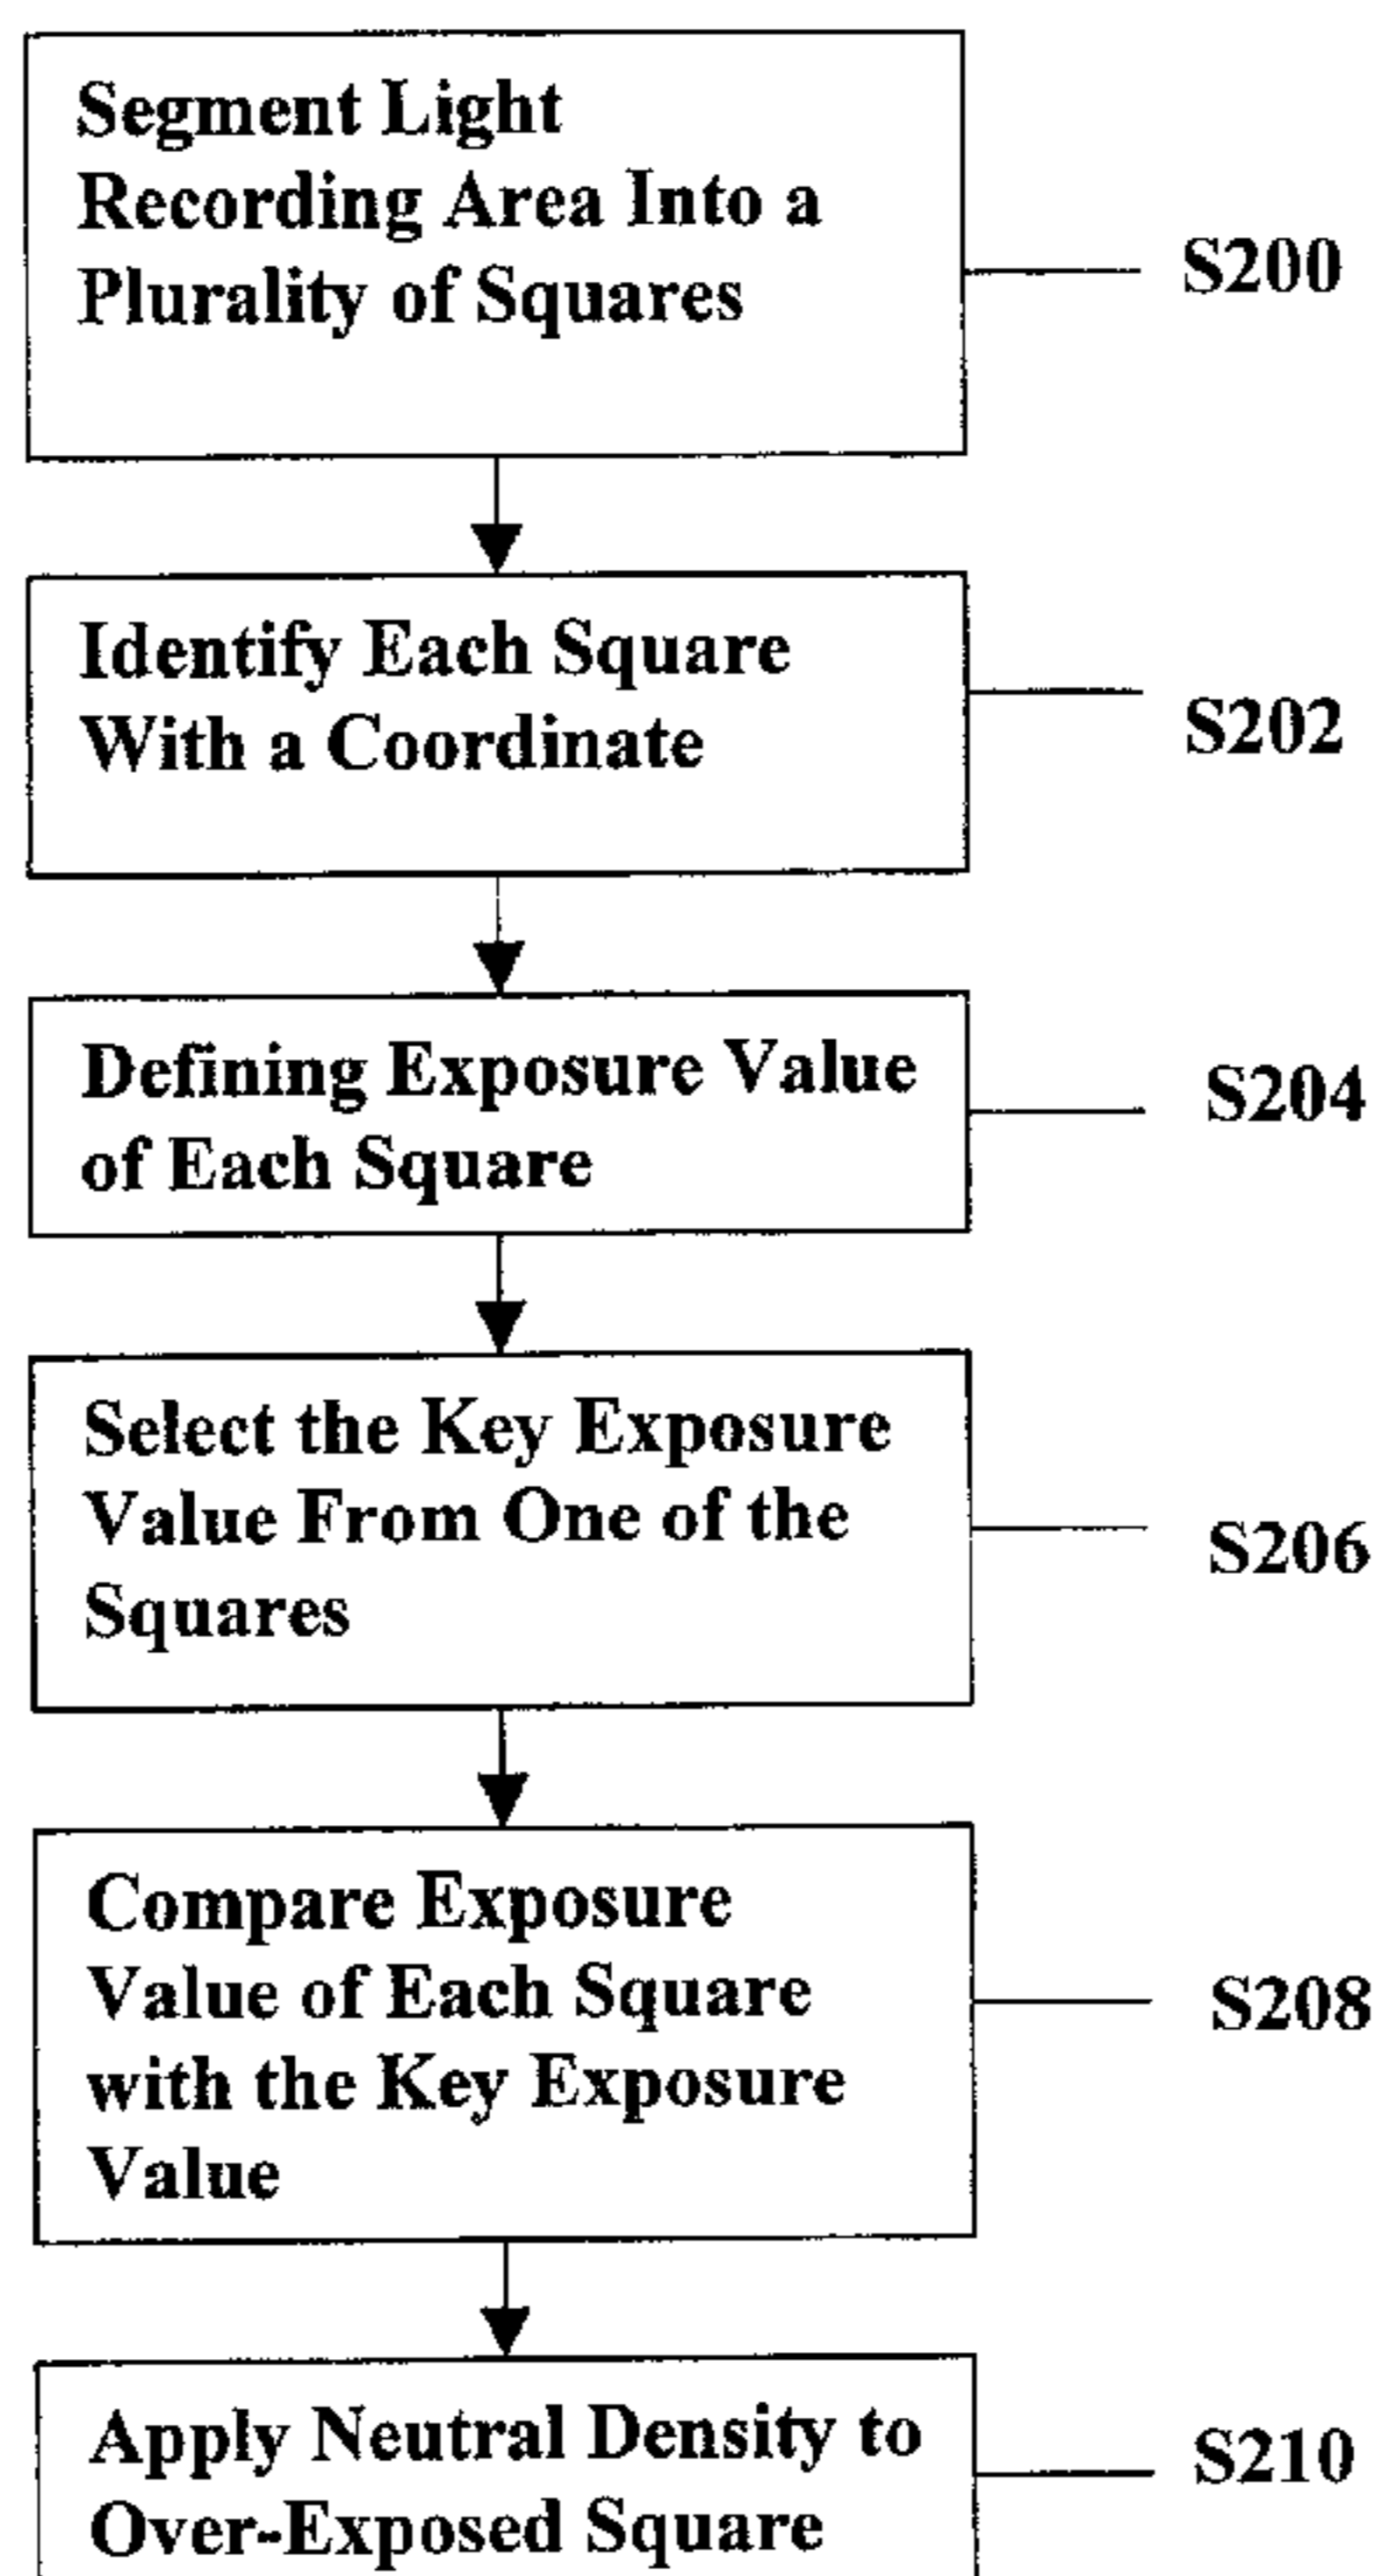 Segment Light
Recording Area Into a
Plurality of Squares
S200
Identify Each Square
With a Coordinate
S202
Defining Exposure Value
of Each Square
S204
Select the Key Exposure
Value From One of the
Squares
S206
Compare Exposure
Value of Each Square
with the Key Exposure
Value
S208
Apply Neutral Density to
Over-Exposed Square
S210